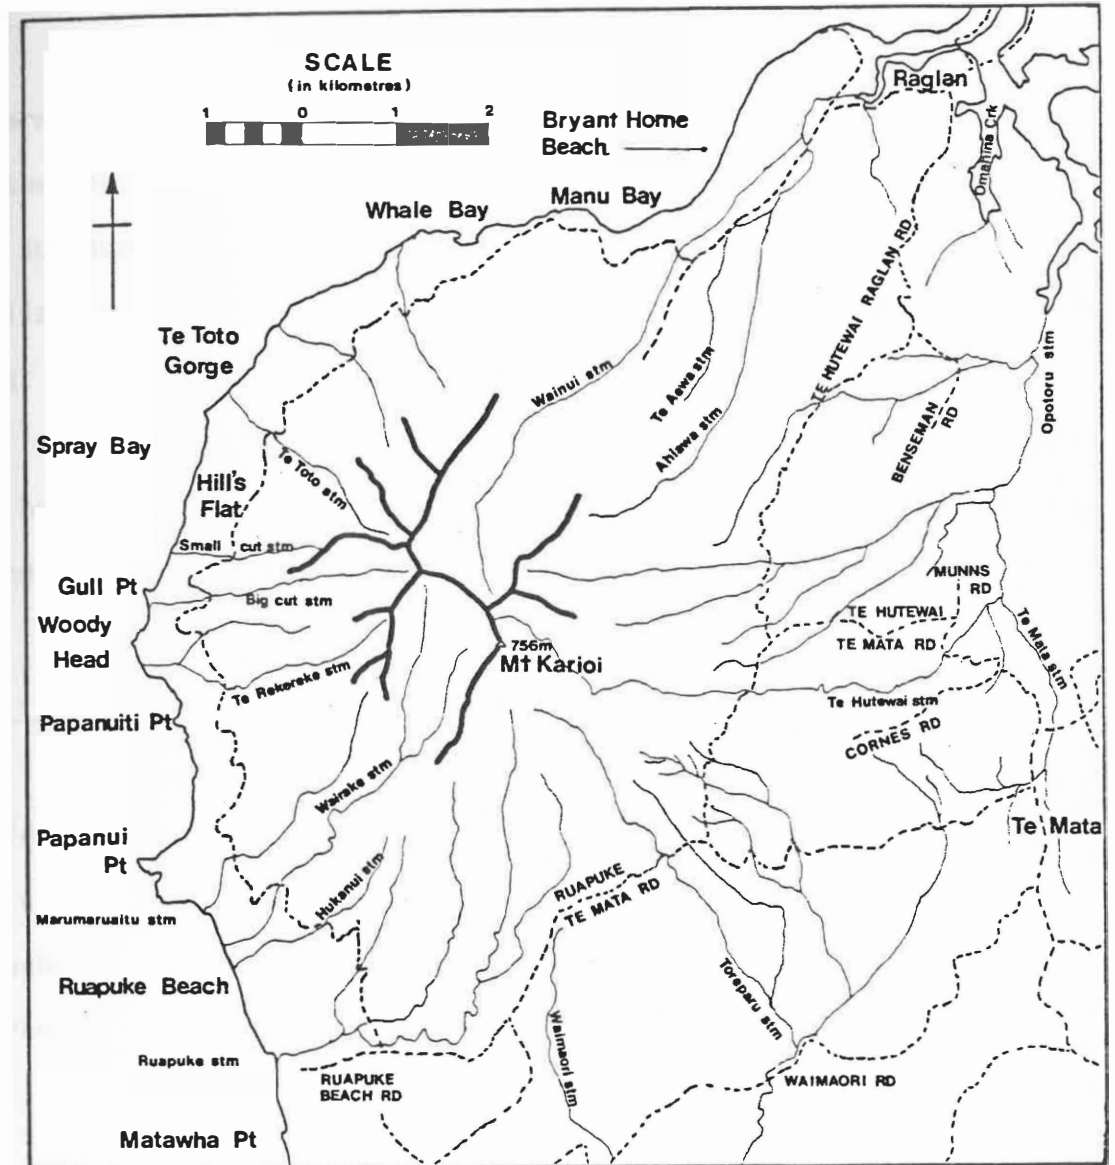 SCALE
(in kilometres)
1 0 1 2
Raglan
Bryant Home
Beach
Omahina Crk
Manu Bay
Whale Bay
TE HUTEWAI RAGLAN RD
Te Toto
Gorge
Wainui stm
Te Aewa stm
Opotoru stm
Ahiawa stm
BENSEMAN
RD
Spray Bay
Te Toto stm
Hill's
Flat
Small cut stm
Gull Pt
Big cut stm
MUNNS
RD
Woody
Head
TE HUTEWAI
TE MATA RD
Te Mata stm
756m
Mt Karioi
Te Rekoreke stm
Te Hutewai stm
Papanuiti Pt
CORNES RD
Wairake stm
Papanui
Pt
Te Mata
Hukanui stm
RUAPUKE
TE MATA RD
Marumaruaitu stm
Ruapuke Beach
Toreparu stm
Waimaori stm
Ruapuke stm
RUAPUKE
BEACH RD
WAIMAORI RD
Matawha Pt